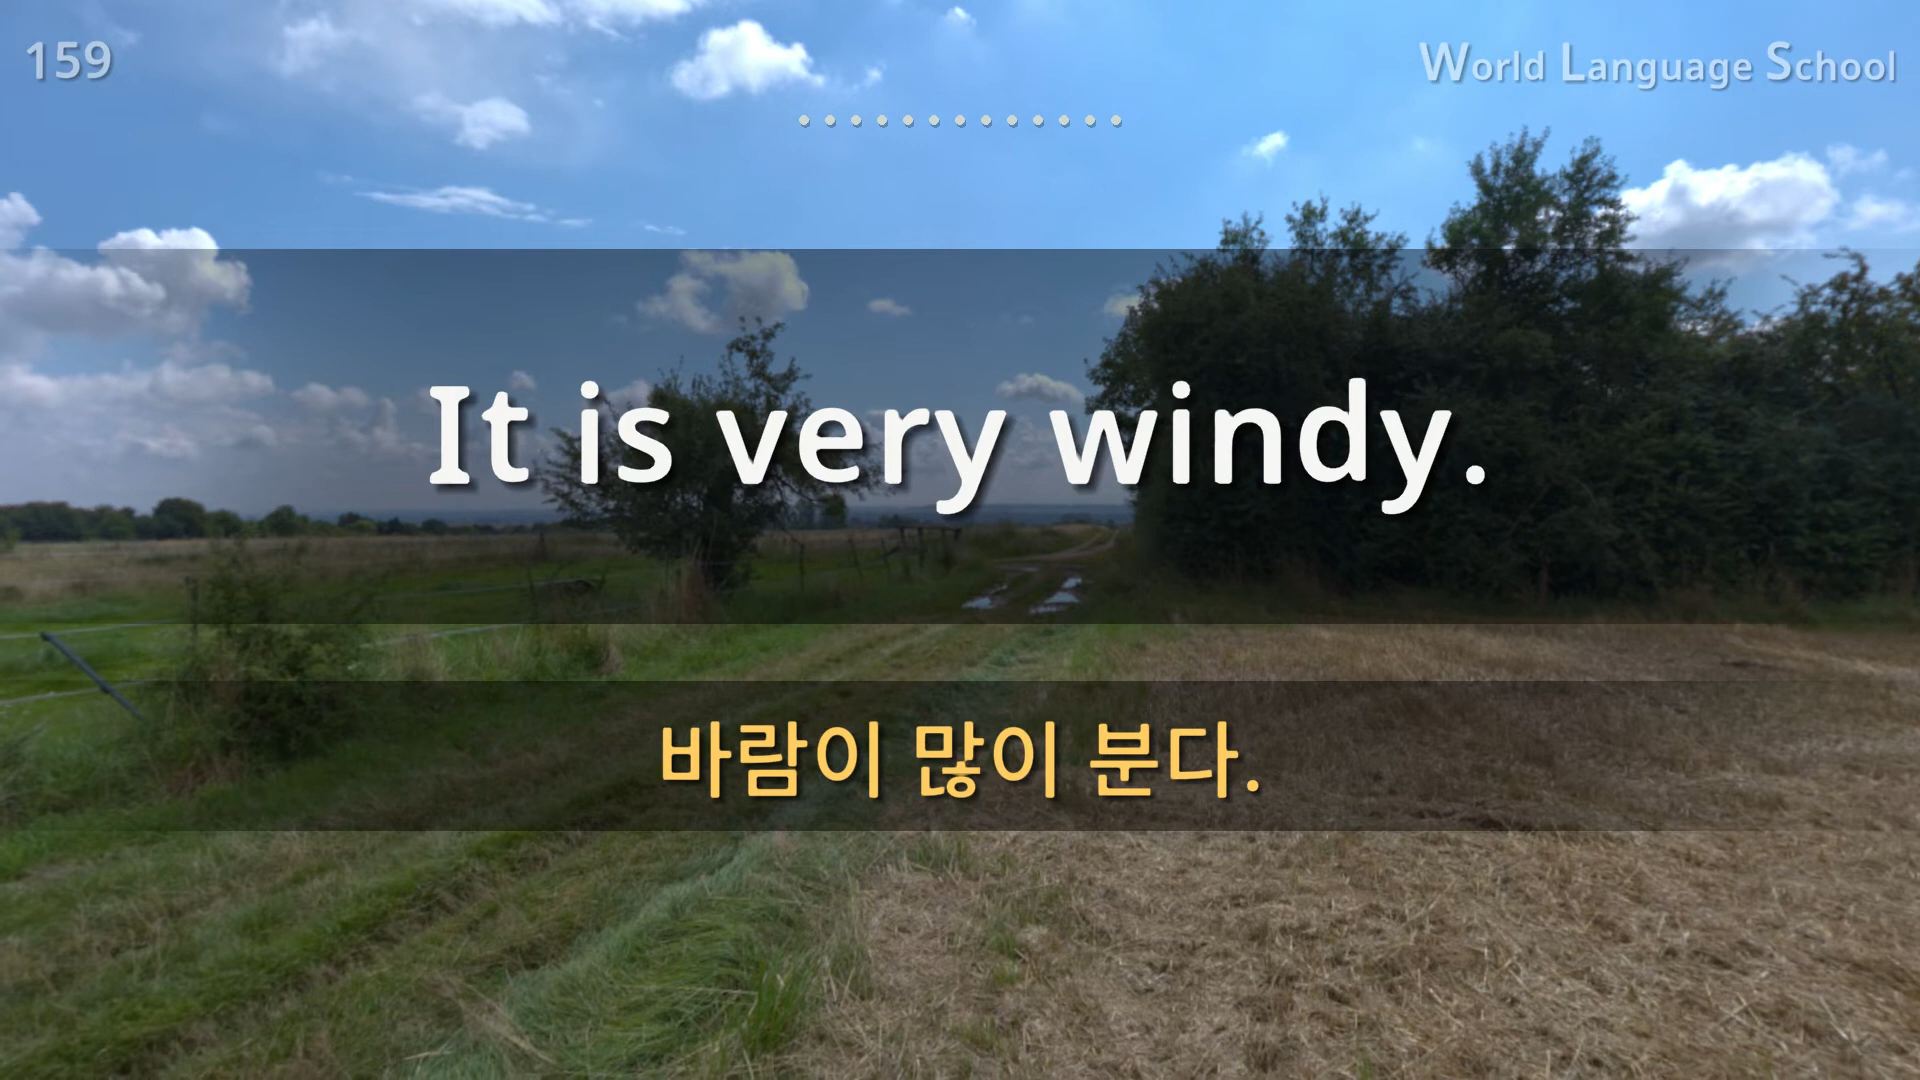 159
World Language School
It is very windy.
바람이 많이 분다.